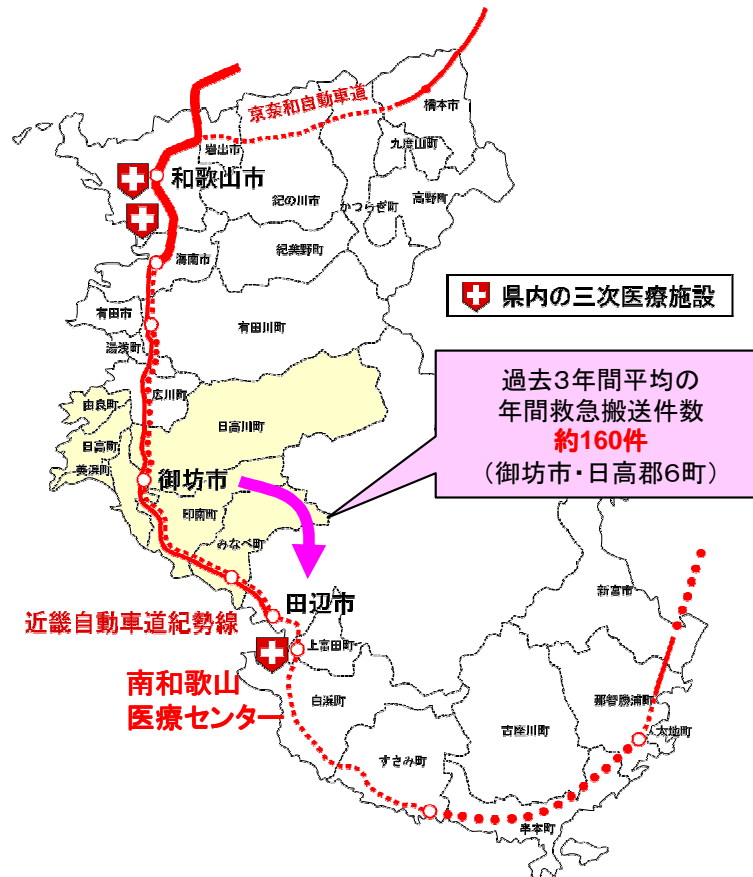 京奈和自動車道
橋本市
岩出市
九度山町
和歌山市
紀の川市
かつらぎ町
高野町
海南市
紀美野町
県内の三次医療施設
有田市
有田川町
湯浅町
過去3年間平均の
年間救急搬送件数
約160件
(御坊市・日高郡6町)
広川町
由良町
日高川町
日高町
美浜町
御坊市
印南町
みなべ町
田辺市
新宮市
近畿自動車道紀勢線
上富田町
南和歌山
医療センター
白浜町
那智勝浦町
太地町
古座川町
すさみ町
串本町